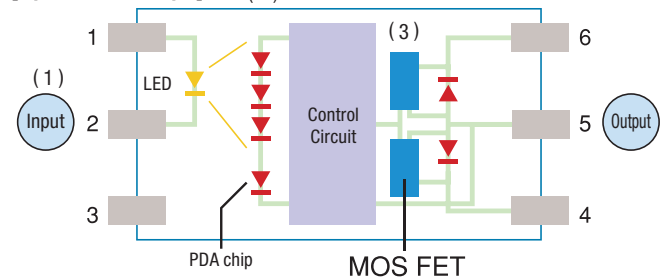 1
6
(3)
(1)
LED
Input
2
Control
Circuit
5
Output
3
4
PDA chip
MOS FET